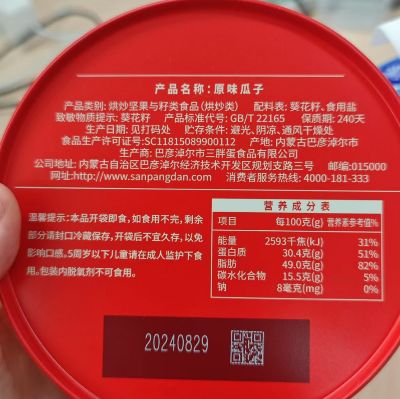 产品名称:原味瓜子
产品类别:烘炒坚果与籽类食品(烘炒类) 配料表:葵花籽、食用盐
致敏物质提示:葵花籽 产品标准代号:GB/T 22165 保质期:240天
生产日期:见打码处 贮存条件:避光、阴凉、通风干燥处
食品生产许可证号:SC11815089900112 产地:内蒙古巴彦淖尔市
生产商:巴彦淖尔市三胖蛋食品有限公司
公司地址:内蒙古自治区巴彦淖尔经济技术开发区规划支路三号 邮编:015000
网址:http://www.sanpangdan.com 消费者服务热线:4000-181-333
温馨提示:本品开袋即食,如食用不完,剩余
部分请封口冷藏保存,开袋后不宜久存,以免
影响口感。5周岁以下儿童请在成人监护下食
用。包装内脱氧剂不可食用。
营养成分表
项目 每100克(g) 营养素参考值%
能量 2593千焦(kJ) 31%
蛋白质 30.4克(g) 51%
脂肪 49.0克(g) 82%
碳水化合物 15.5克(g) 5%
钠 8毫克(mg) 0%
20240829